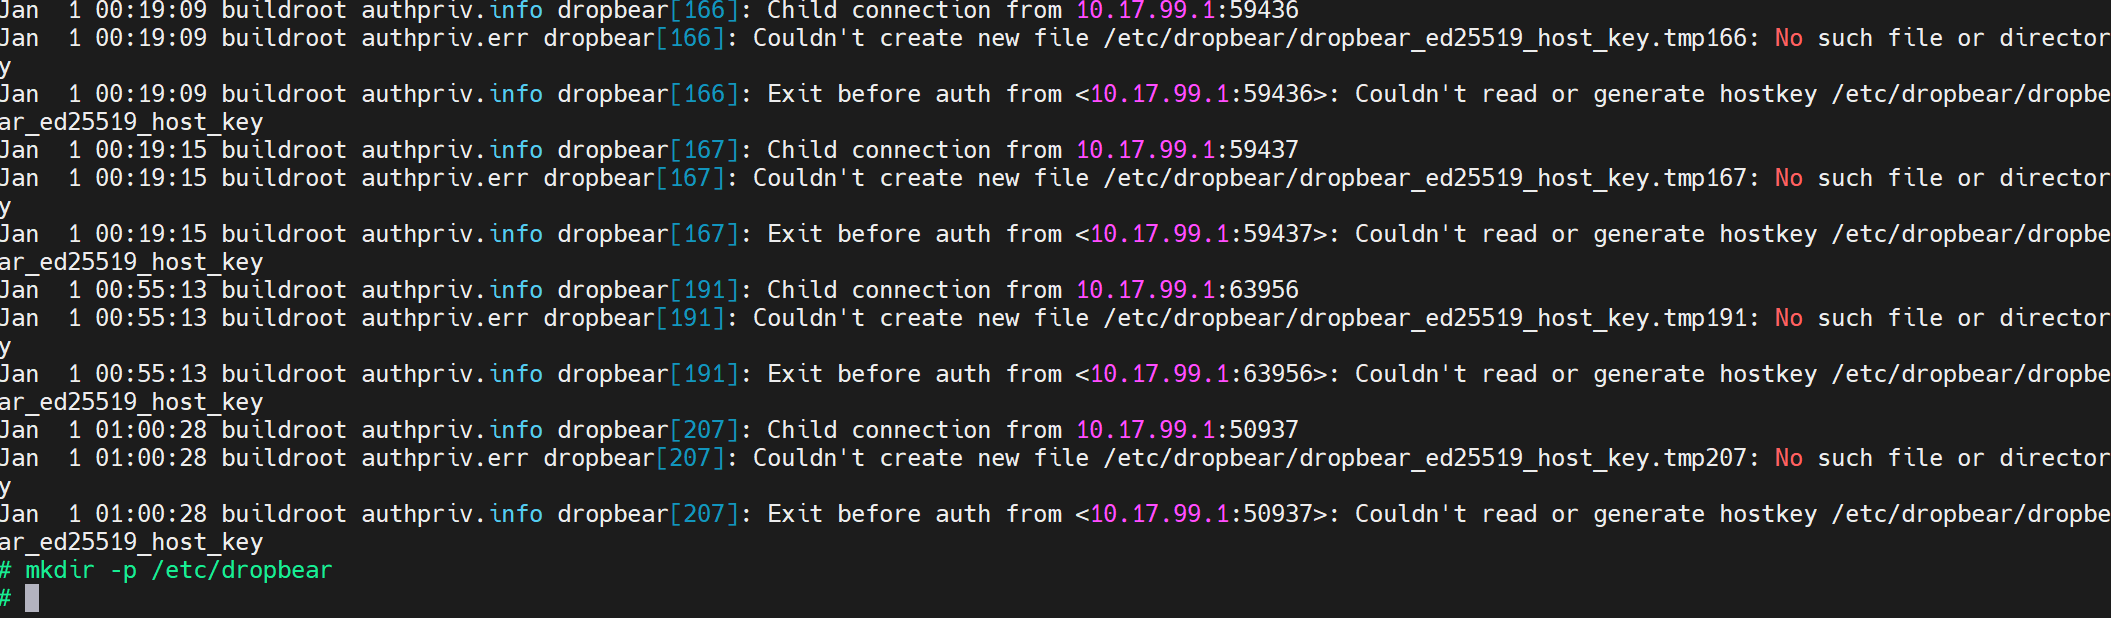 Jan  1 00:19:09 buildroot authpriv.info dropbear[166]: Child connection from 10.17.99.1:59436
Jan  1 00:19:09 buildroot authpriv.err dropbear[166]: Couldn't create new file /etc/dropbear/dropbear_ed25519_host_key.tmp166: No such file or director
y
Jan  1 00:19:09 buildroot authpriv.info dropbear[166]: Exit before auth from <10.17.99.1:59436>: Couldn't read or generate hostkey /etc/dropbear/dropbe
ar_ed25519_host_key
Jan  1 00:19:15 buildroot authpriv.info dropbear[167]: Child connection from 10.17.99.1:59437
Jan  1 00:19:15 buildroot authpriv.err dropbear[167]: Couldn't create new file /etc/dropbear/dropbear_ed25519_host_key.tmp167: No such file or director
y
Jan  1 00:19:15 buildroot authpriv.info dropbear[167]: Exit before auth from <10.17.99.1:59437>: Couldn't read or generate hostkey /etc/dropbear/dropbe
ar_ed25519_host_key
Jan  1 00:55:13 buildroot authpriv.info dropbear[191]: Child connection from 10.17.99.1:63956
Jan  1 00:55:13 buildroot authpriv.err dropbear[191]: Couldn't create new file /etc/dropbear/dropbear_ed25519_host_key.tmp191: No such file or director
y
Jan  1 00:55:13 buildroot authpriv.info dropbear[191]: Exit before auth from <10.17.99.1:63956>: Couldn't read or generate hostkey /etc/dropbear/dropbe
ar_ed25519_host_key
Jan  1 01:00:28 buildroot authpriv.info dropbear[207]: Child connection from 10.17.99.1:50937
Jan  1 01:00:28 buildroot authpriv.err dropbear[207]: Couldn't create new file /etc/dropbear/dropbear_ed25519_host_key.tmp207: No such file or director
y
Jan  1 01:00:28 buildroot authpriv.info dropbear[207]: Exit before auth from <10.17.99.1:50937>: Couldn't read or generate hostkey /etc/dropbear/dropbe
ar_ed25519_host_key
# mkdir -p /etc/dropbear
#